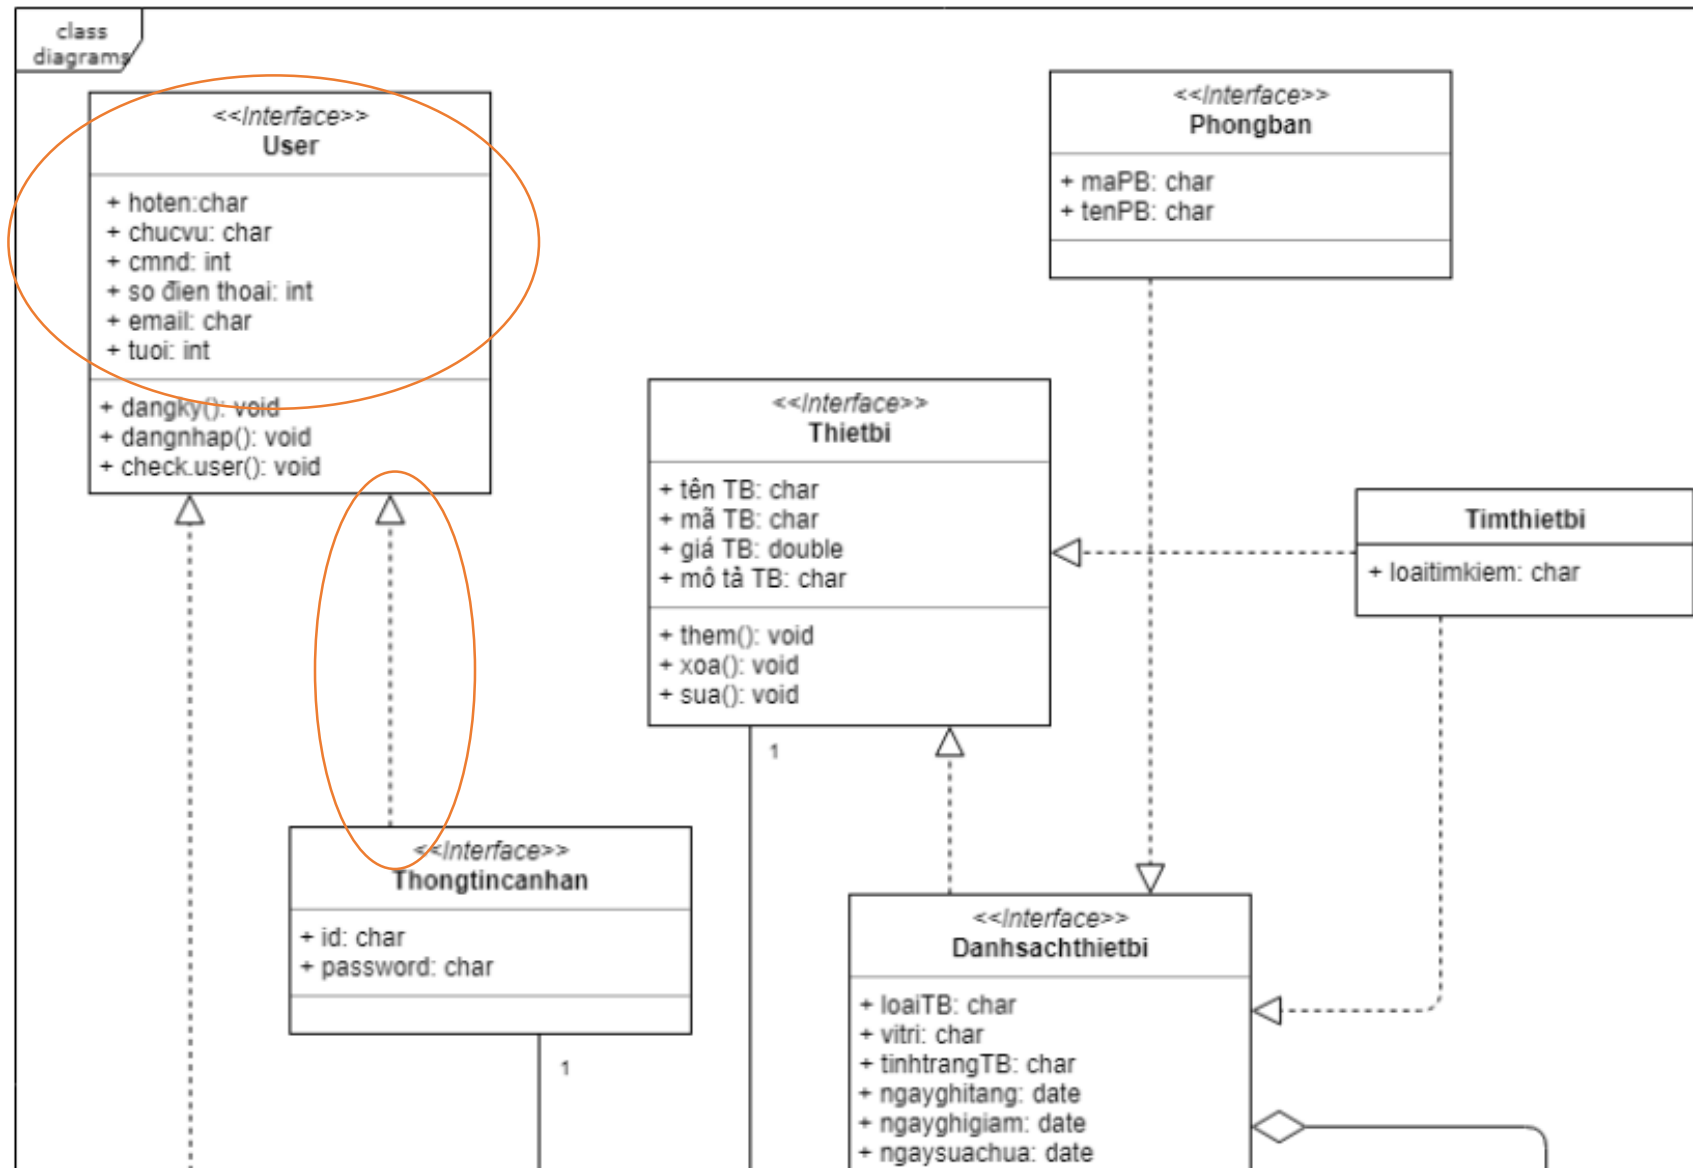 class
diagrams
<<Interface>>
User
+ hoten:char
+ chucvu: char
+ cmnd: int
+ so đien thoai: int
+ email: char
+ tuoi: int
+ dangky(): void
+ dangnhap(): void
+ check.user(): void
<<Interface>>
Phongban
+ maPB: char
+ tenPB: char
<<Interface>>
Thietbi
+ tên TB: char
+ mã TB: char
+ giá TB: double
+ mô tả TB: char
+ them(): void
+ xoa(): void
+ sua(): void
1
Timthietbi
+ loaitimkiem: char
<<Interface>>
Thongtincanhan
+ id: char
+ password: char
1
<<Interface>>
Danhsachthietbi
+ loaiTB: char
+ vitri: char
+ tinhtrangTB: char
+ ngayghitang: date
+ ngayghigiam: date
+ ngaysuachua: date